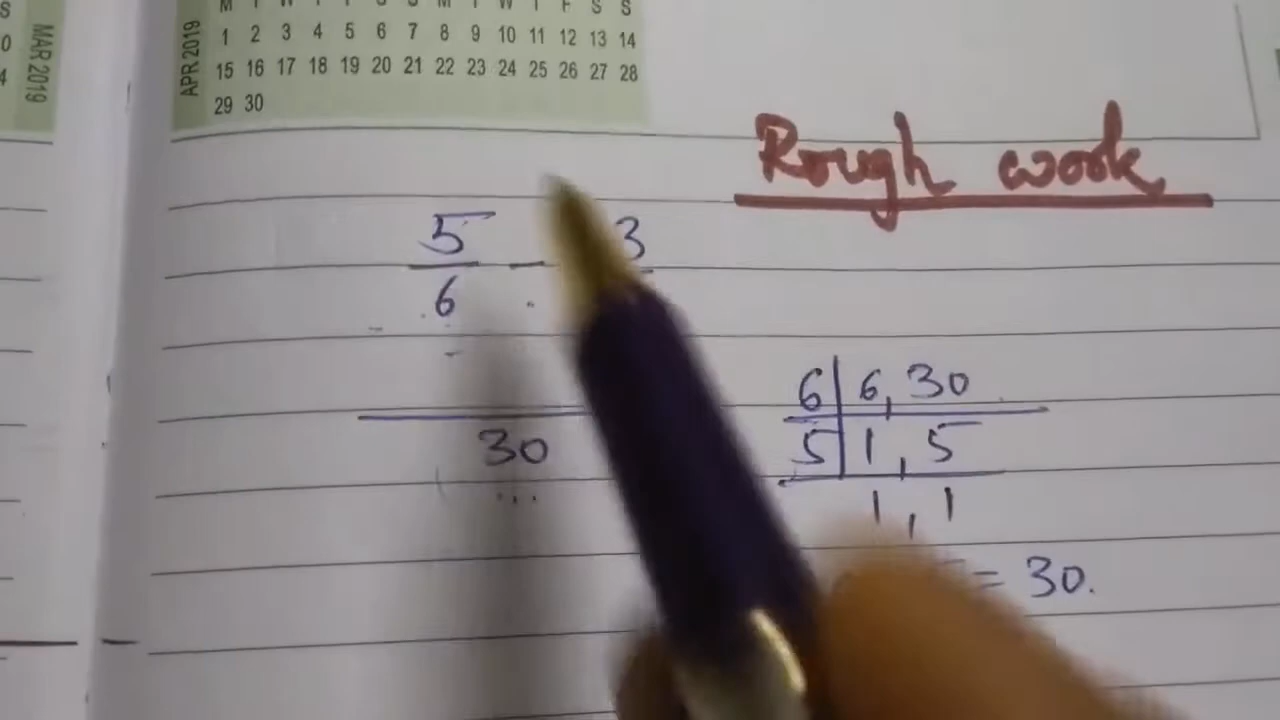 S M T W T F S S M T W T F S S
0 MAR 2019 APR 2019 1 2 3 4 5 6 7 8 9 10 11 12 13 14
4 15 16 17 18 19 20 21 22 23 24 25 26 27 28
29 30
Rough work
5 3
— −
6
6 | 6, 30
30 5 | 1, 5
1, 1
= 30.